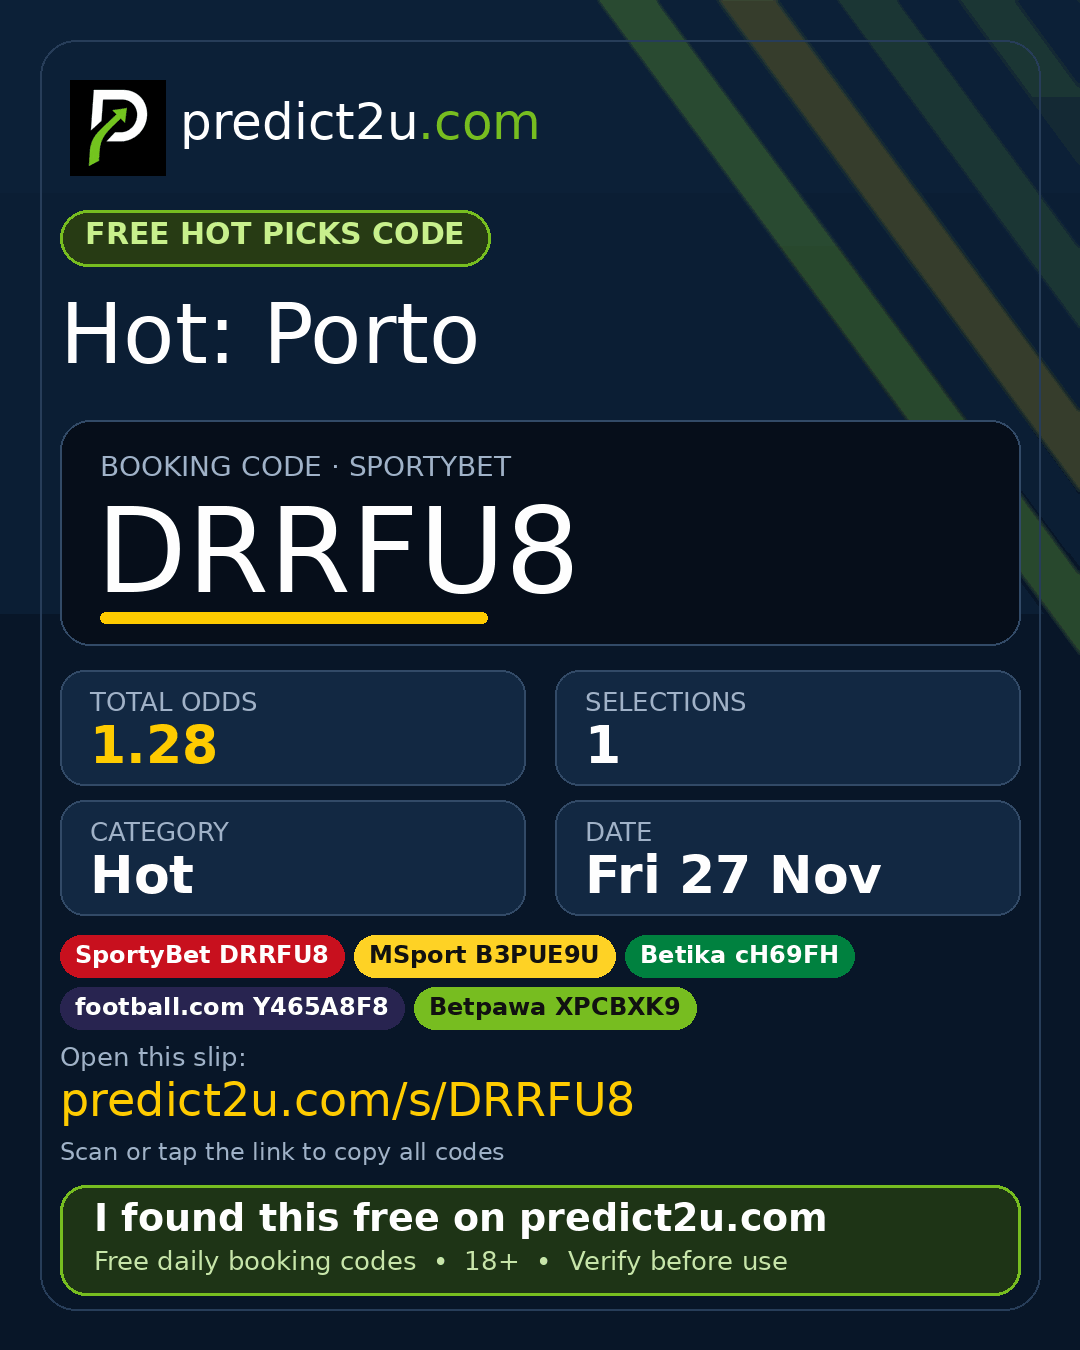 predict2u.com
FREE HOT PICKS CODE
Hot: Porto
BOOKING CODE · SPORTYBET
DRRFU8
TOTAL ODDS
1.28
SELECTIONS
1
CATEGORY
Hot
DATE
Fri 27 Nov
SportyBet DRRFU8
MSport B3PUE9U
Betika cH69FH
football.com Y465A8F8
Betpawa XPCBXK9
Open this slip:
predict2u.com/s/DRRFU8
Scan or tap the link to copy all codes
I found this free on predict2u.com
Free daily booking codes • 18+ • Verify before use